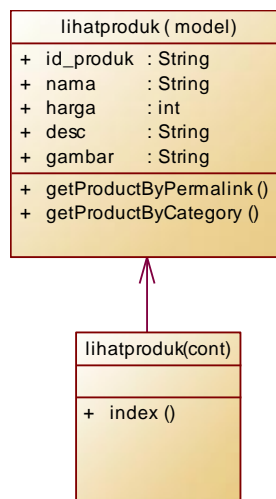 lihatproduk ( model)
+ id_produk : String
+ nama : String
+ harga : int
+ desc : String
+ gambar : String
+ getProductByPermalink ()
+ getProductByCategory ()
lihatproduk(cont)
+ index ()